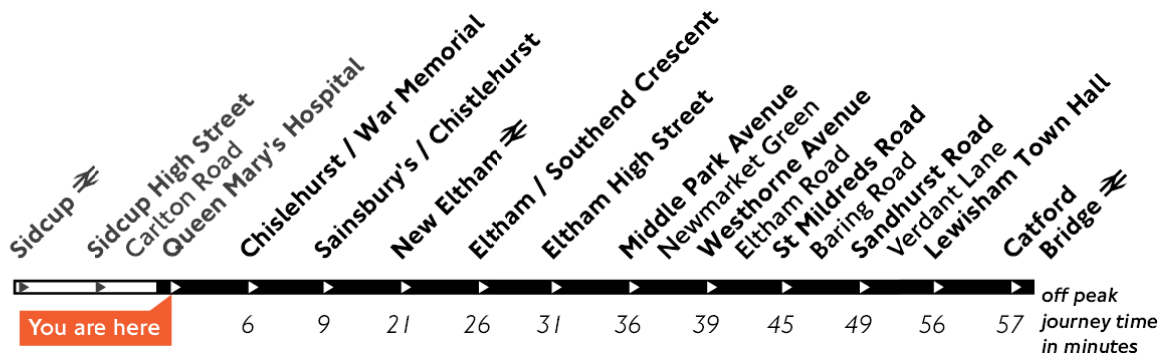 Sidcup
Sidcup High Street
Carlton Road
Queen Mary's Hospital
Chislehurst / War Memorial
Sainsbury's / Chistlehurst
New Eltham
Eltham / Southend Crescent
Eltham High Street
Middle Park Avenue
Newmarket Green
Westhorne Avenue
Eltham Road
St Mildreds Road
Baring Road
Sandhurst Road
Verdant Lane
Lewisham Town Hall
Catford
Bridge
You are here
6 9 21 26 31 36 39 45 49 56 57
off peak
journey time
in minutes